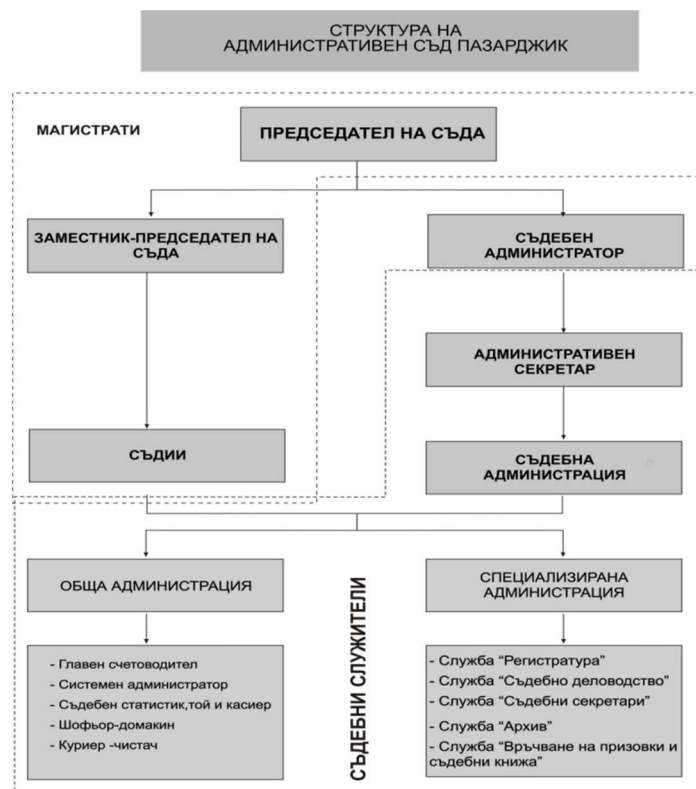 СТРУКТУРА НА
АДМИНИСТРАТИВЕН СЪД ПАЗАРДЖИК
МАГИСТРАТИ
ПРЕДСЕДАТЕЛ НА СЪДА
ЗАМЕСТНИК-ПРЕДСЕДАТЕЛ НА
СЪДА
СЪДЕБЕН
АДМИНИСТРАТОР
АДМИНИСТРАТИВЕН
СЕКРЕТАР
СЪДИИ
СЪДЕБНА
АДМИНИСТРАЦИЯ
ОБЩА АДМИНИСТРАЦИЯ
СПЕЦИАЛИЗИРАНА
АДМИНИСТРАЦИЯ
СЪДЕБНИ СЛУЖИТЕЛИ
- Главен счетоводител
- Системен администратор
- Съдебен статистик,той и касиер
- Шофьор-домакин
- Куриер -чистач
- Служба “Регистратура”
- Служба “Съдебно деловодство”
- Служба “Съдебни секретари”
- Служба “Архив”
- Служба “Връчване на призовки и
съдебни книжа”